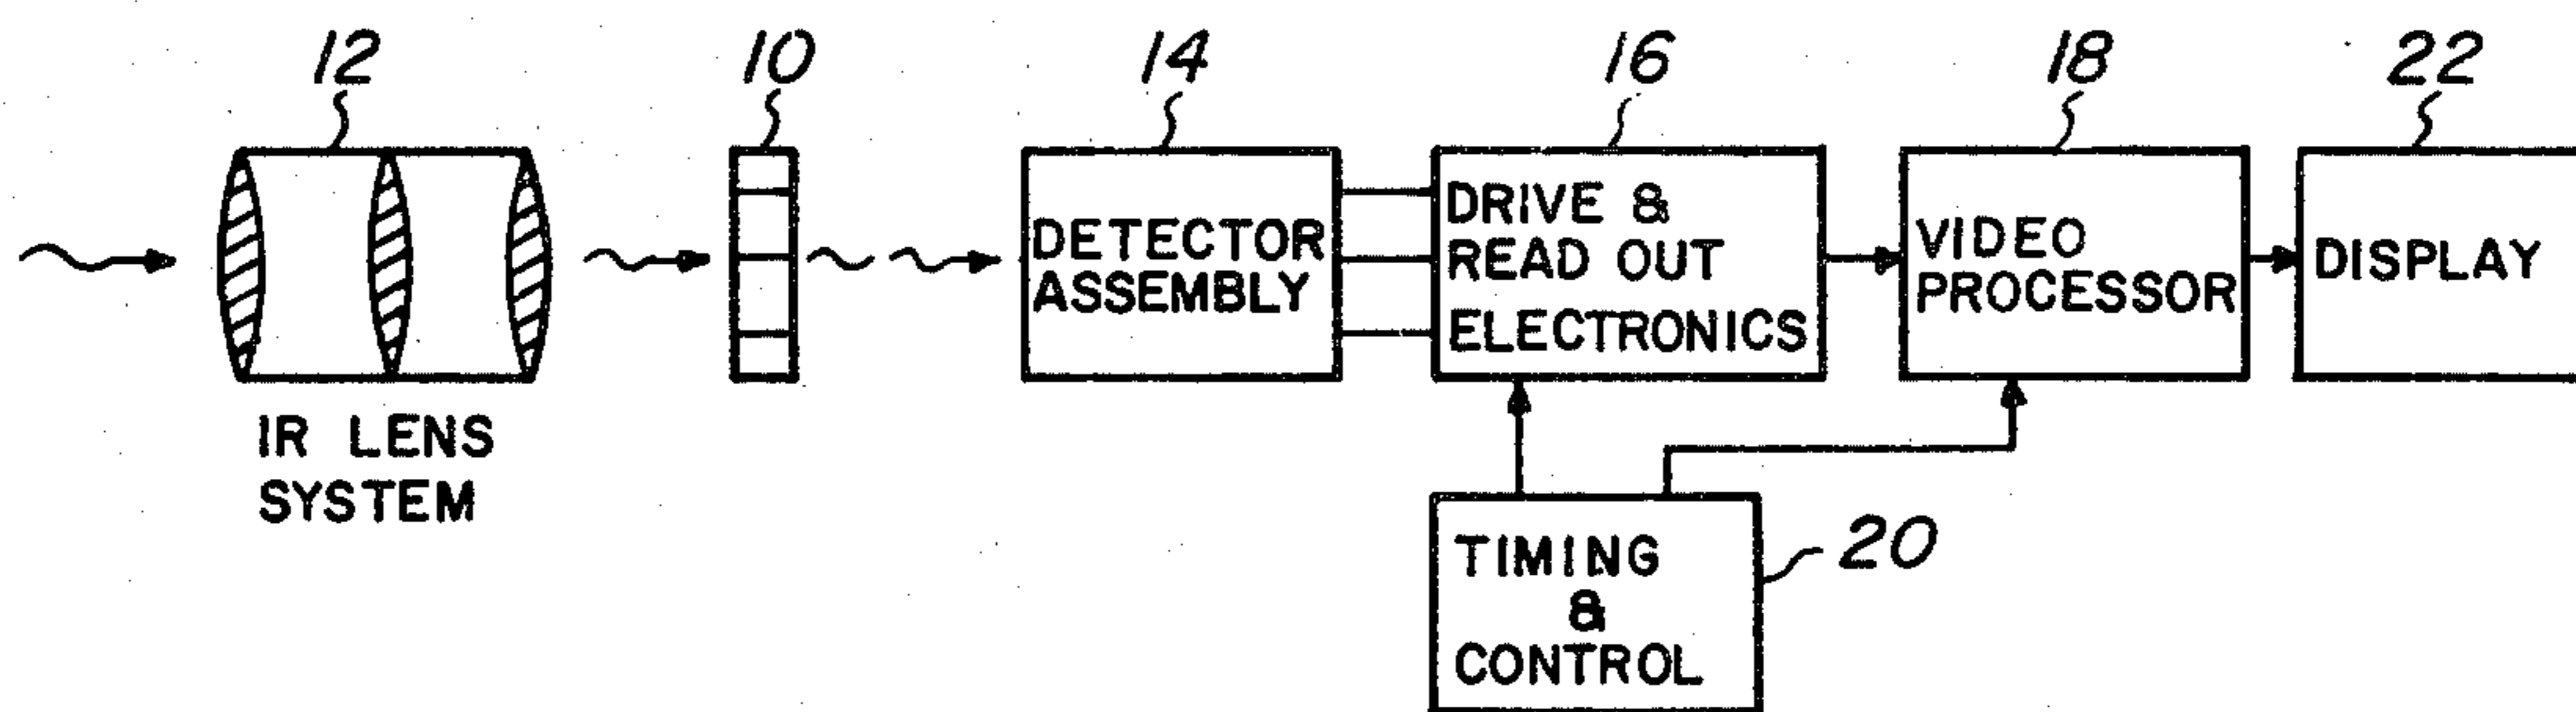 12
10
14
16
18
22
DETECTOR
ASSEMBLY
DRIVE &
READ OUT
ELECTRONICS
VIDEO
PROCESSOR
DISPLAY
IR LENS
SYSTEM
TIMING
&
CONTROL
20